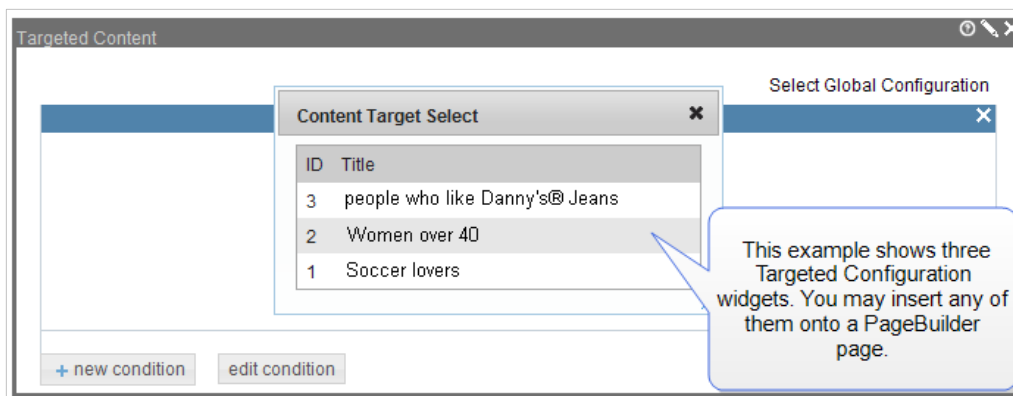 Targeted Content
Select Global Configuration
Content Target Select
ID Title
3 people who like Danny's® Jeans
2 Women over 40
1 Soccer lovers
This example shows three
Targeted Configuration
widgets. You may insert any of
them onto a PageBuilder
page.
+ new condition edit condition